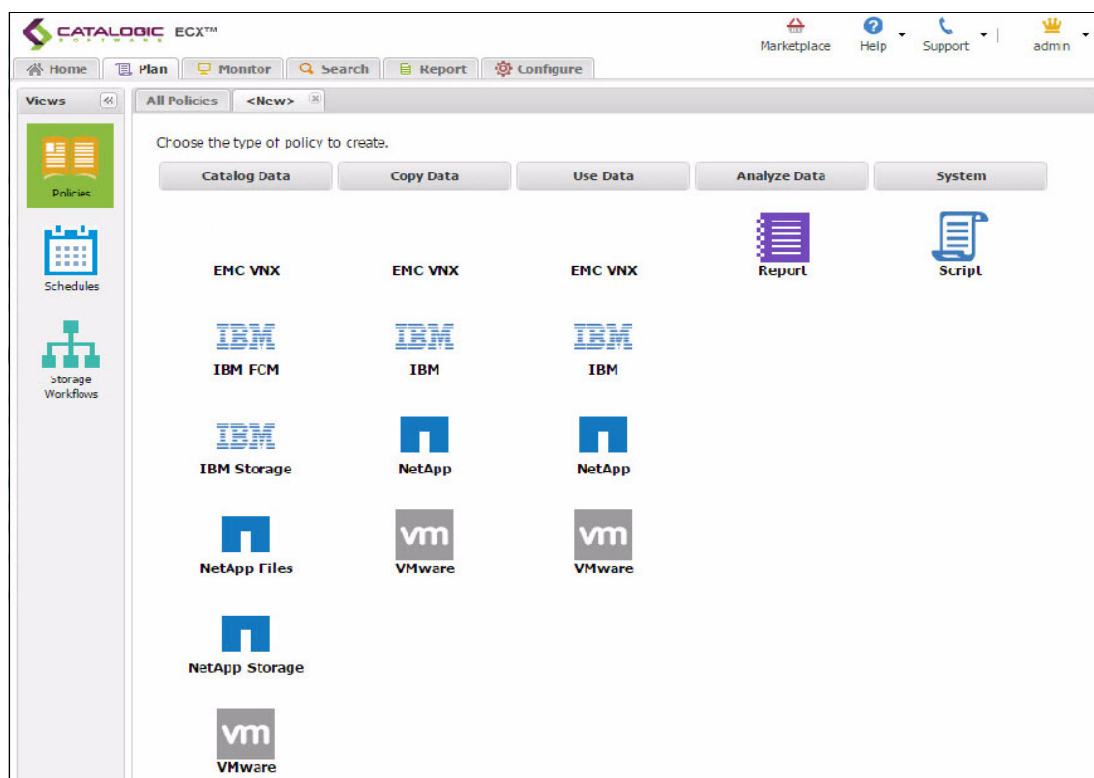 CATALOGIC ECX™
SOFTWARE
Marketplace
Help
Support
admin
Home
Plan
Monitor
Search
Report
Configure
Views
All Policies
<New>
Choose the type of policy to create.
Catalog Data
Copy Data
Use Data
Analyze Data
System
Policies
Schedules
Storage
Workflows
EMC VNX
EMC VNX
EMC VNX
Report
Script
IBM
IBM
IBM
IBM FCM
IBM
IBM
IBM
IBM Storage
NetApp
NetApp
vm
vm
NetApp Files
VMware
VMware
NetApp Storage
vm
VMware